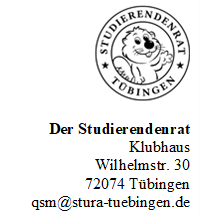 STUDIERENDENRAT
TÜBINGEN
Der Studierendenrat
Klubhaus
Wilhelmstr. 30
72074 Tübingen
qsm@stura-tuebingen.de